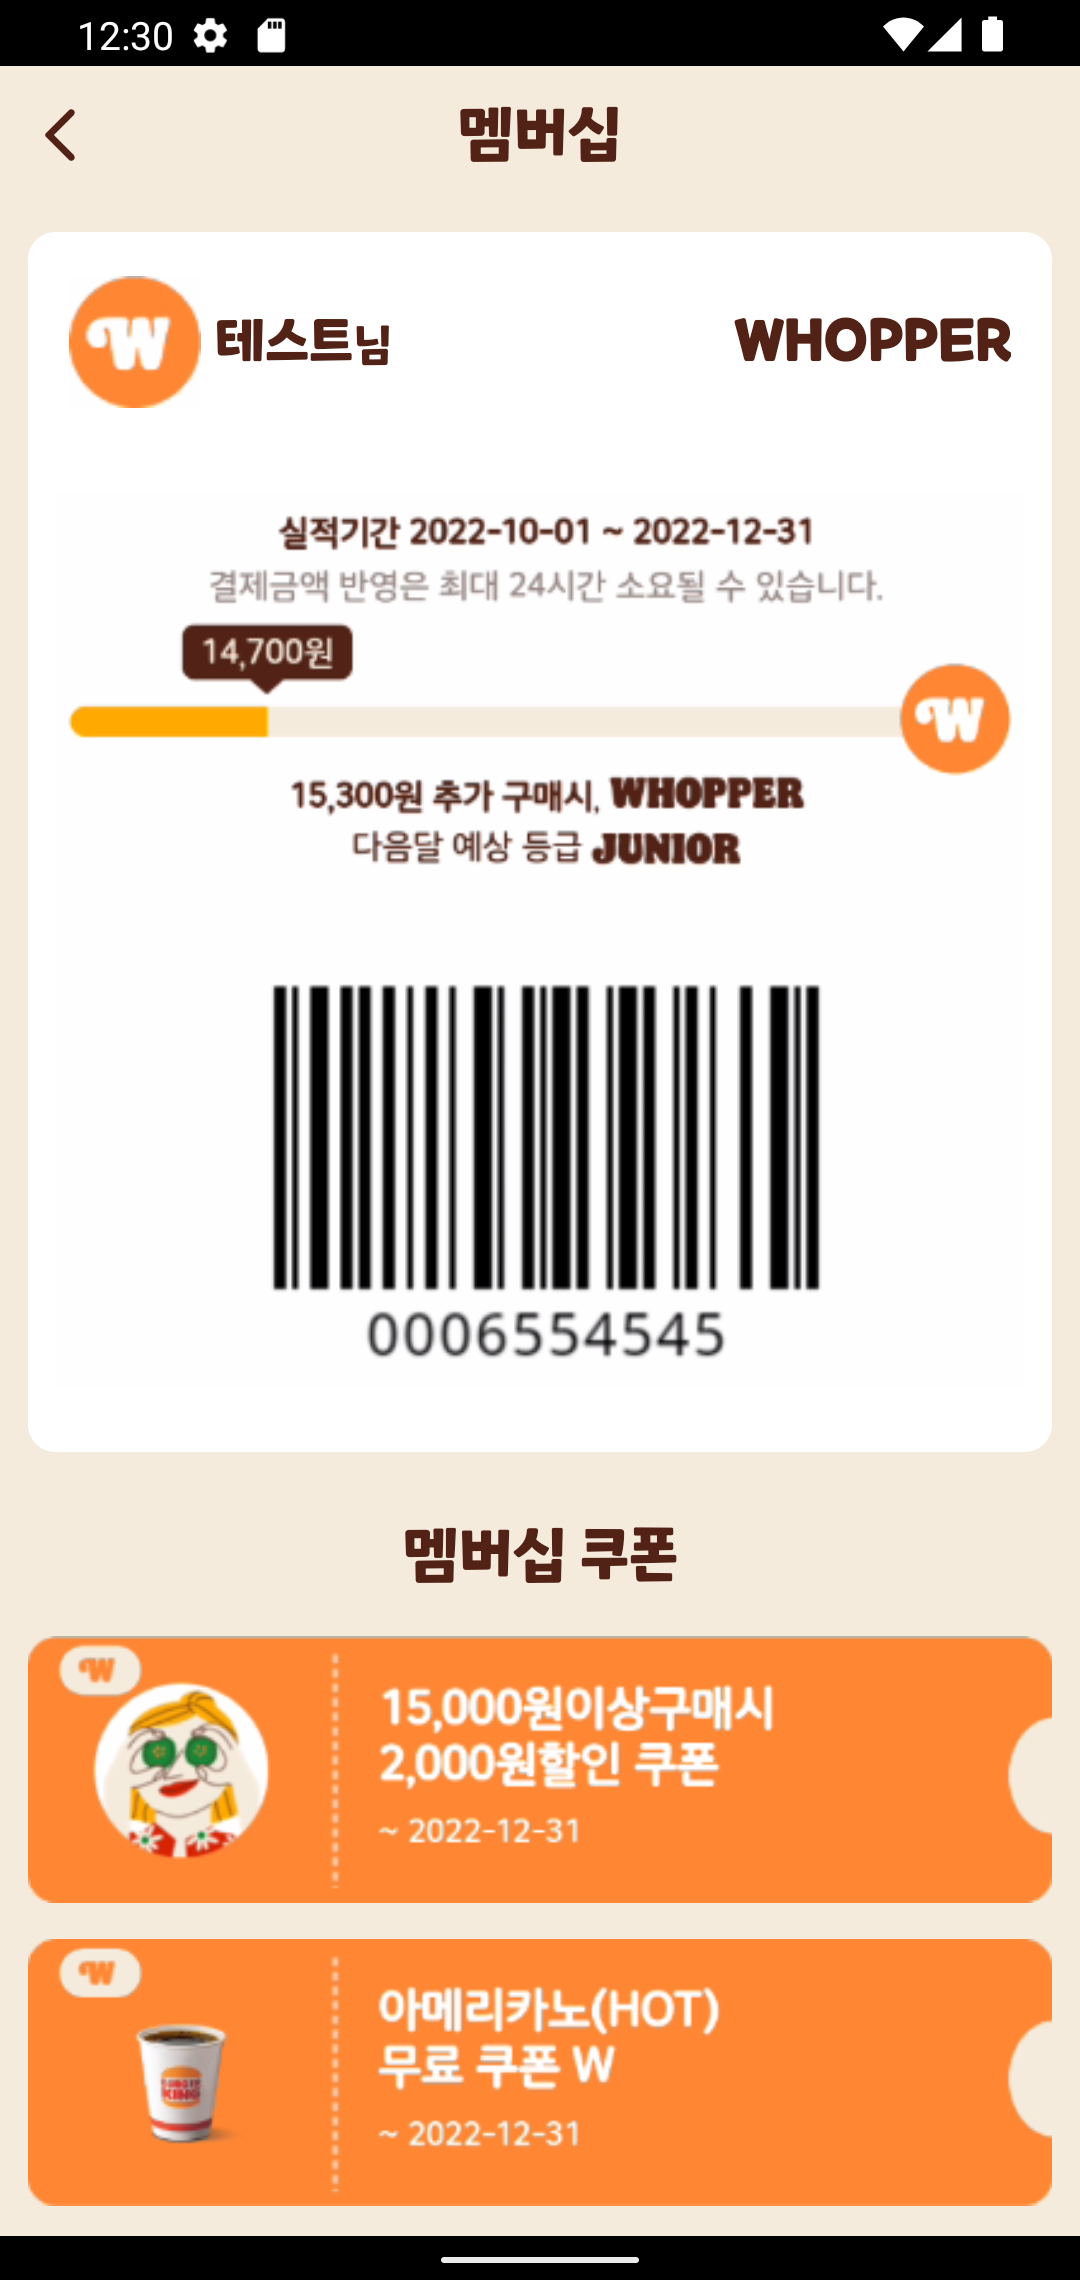 12:30
멤버십
W 테스트님 WHOPPER
실적기간 2022-10-01 ~ 2022-12-31
결제금액 반영은 최대 24시간 소요될 수 있습니다.
14,700원
W
15,300원 추가 구매시, WHOPPER
다음달 예상 등급 JUNIOR
0006554545
멤버십 쿠폰
W
15,000원이상구매시
2,000원할인 쿠폰
~ 2022-12-31
W
아메리카노(HOT)
무료 쿠폰 W
BURGER
KING
~ 2022-12-31